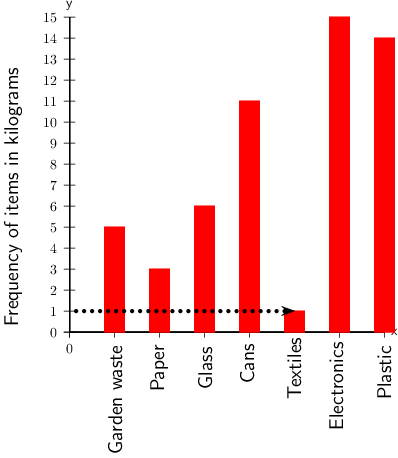 y
15
14
13
12
11
10
9
8
7
6
5
4
3
2
1
0
x
0
Frequency of items in kilograms
Garden waste
Paper
Glass
Cans
Textiles
Electronics
Plastic